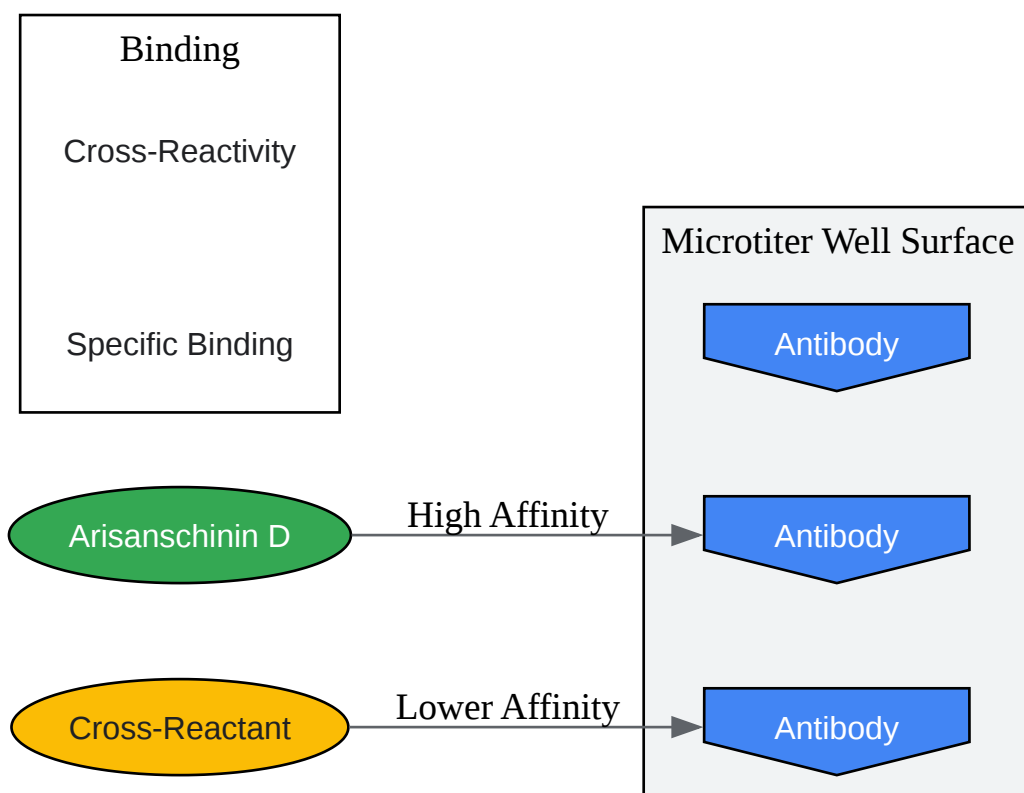 Binding
Cross-Reactivity
Specific Binding
Microtiter Well Surface
Antibody
Arisanschinin D
High Affinity
Antibody
Cross-Reactant
Lower Affinity
Antibody